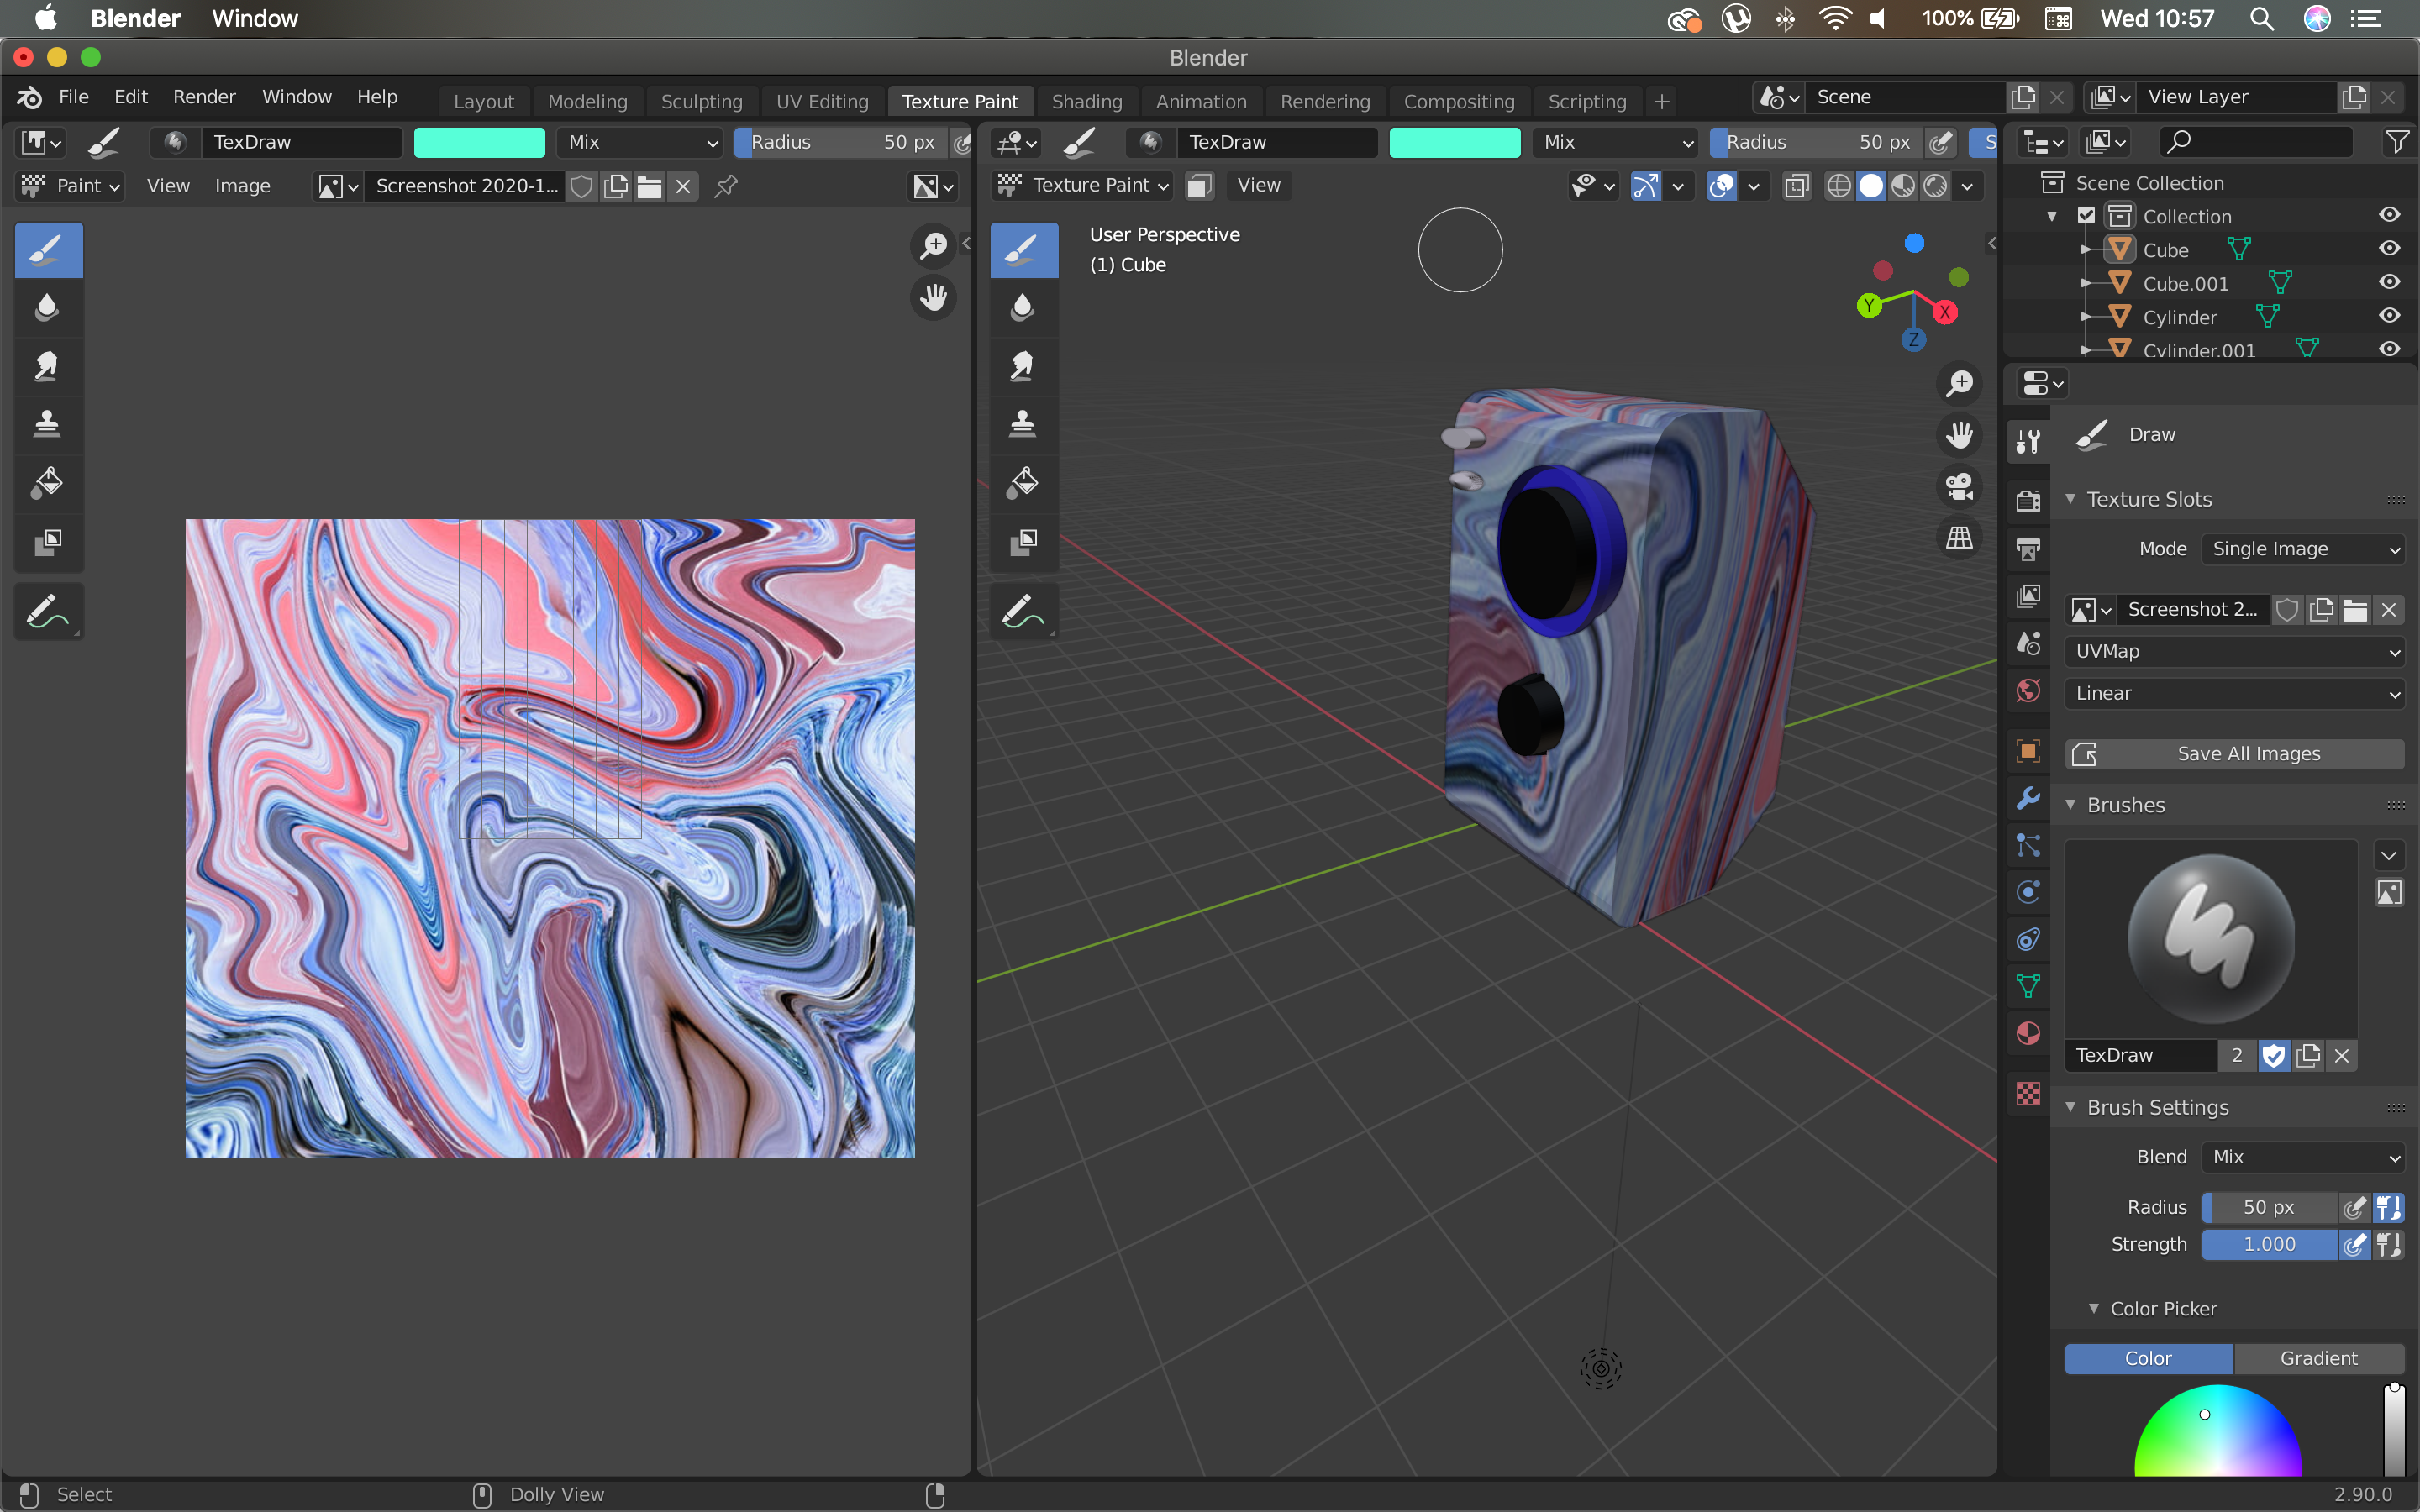 Blender Window 100% Wed 10:57
Blender
File Edit Render Window Help Layout Modeling Sculpting UV Editing Texture Paint Shading Animation Rendering Compositing Scripting + Scene View Layer
TexDraw Mix Radius 50 px TexDraw Mix Radius 50 px S
Paint View Image Screenshot 2020-1... Texture Paint View
User Perspective
(1) Cube
Y X Z
Scene Collection
Collection
Cube
Cube.001
Cylinder
Cylinder.001
Draw
Texture Slots
Mode Single Image
Screenshot 2...
UVMap
Linear
Save All Images
Brushes
TexDraw 2
Brush Settings
Blend Mix
Radius 50 px
Strength 1.000
Color Picker
Color Gradient
Select Dolly View 2.90.0